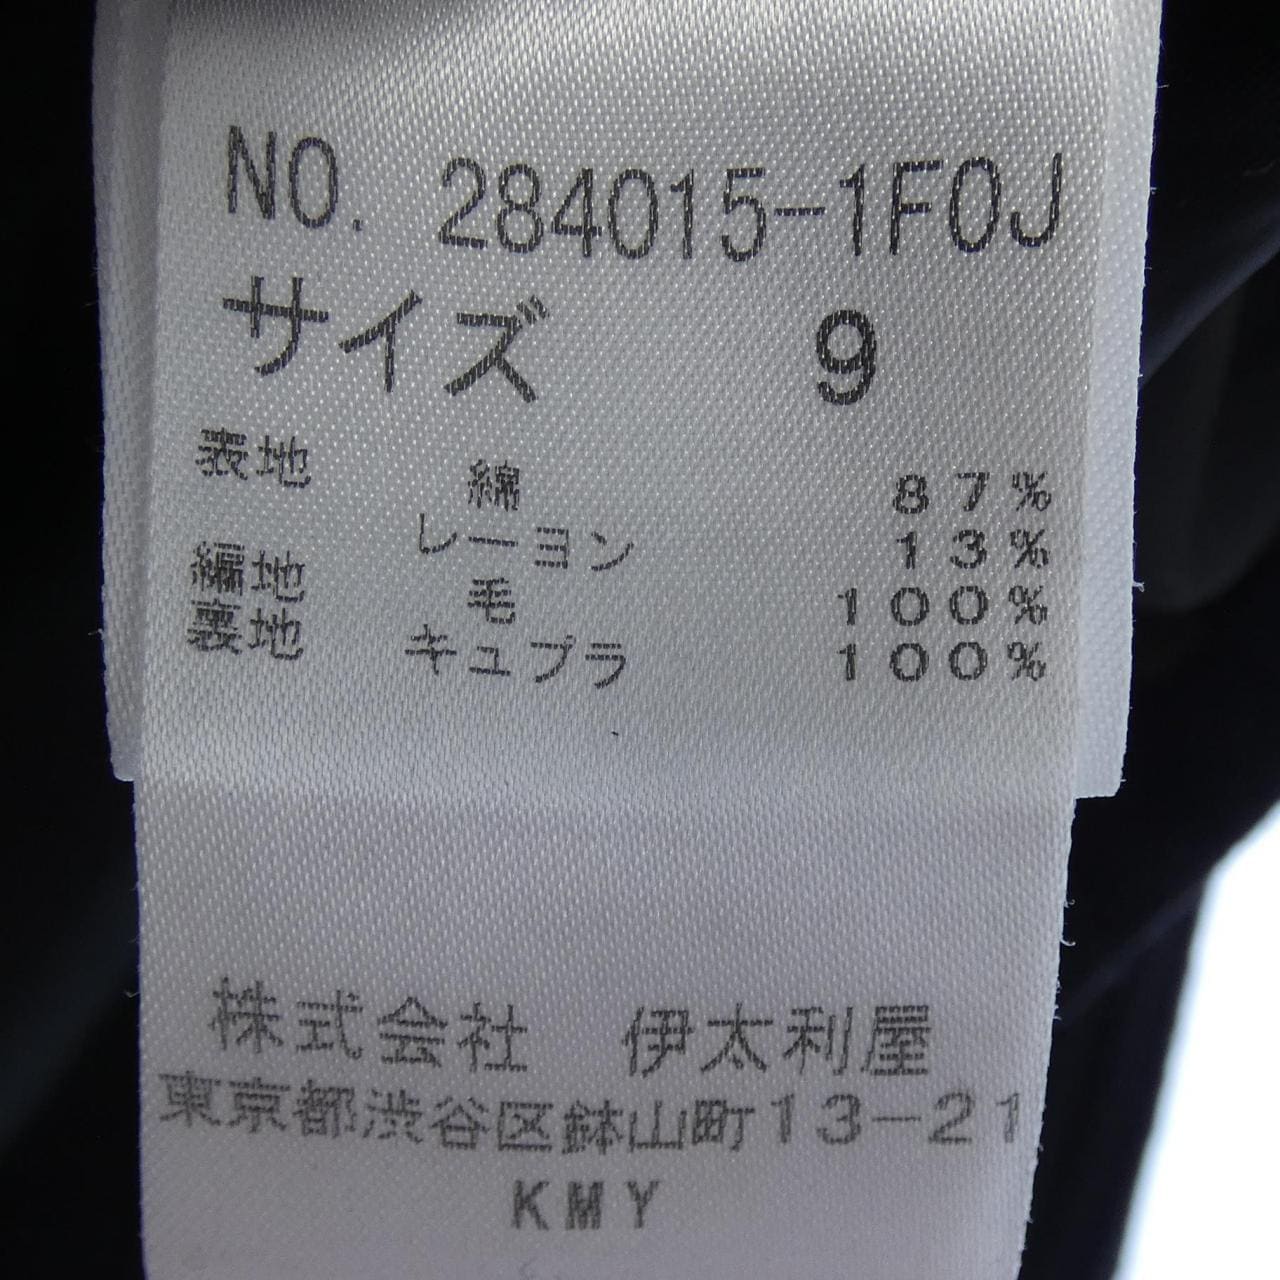 NO. 284015-1F0J
サイズ 9
表地 綿 87%
レーヨン 13%
編地 毛 100%
裏地 キュプラ 100%
株式会社 伊太利屋
東京都渋谷区鉢山町13-21
KMY